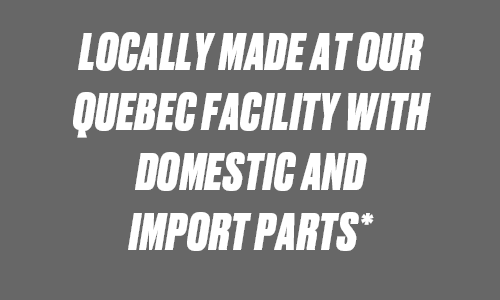 LOCALLY MADE AT OUR
QUEBEC FACILITY WITH
DOMESTIC AND
IMPORT PARTS*